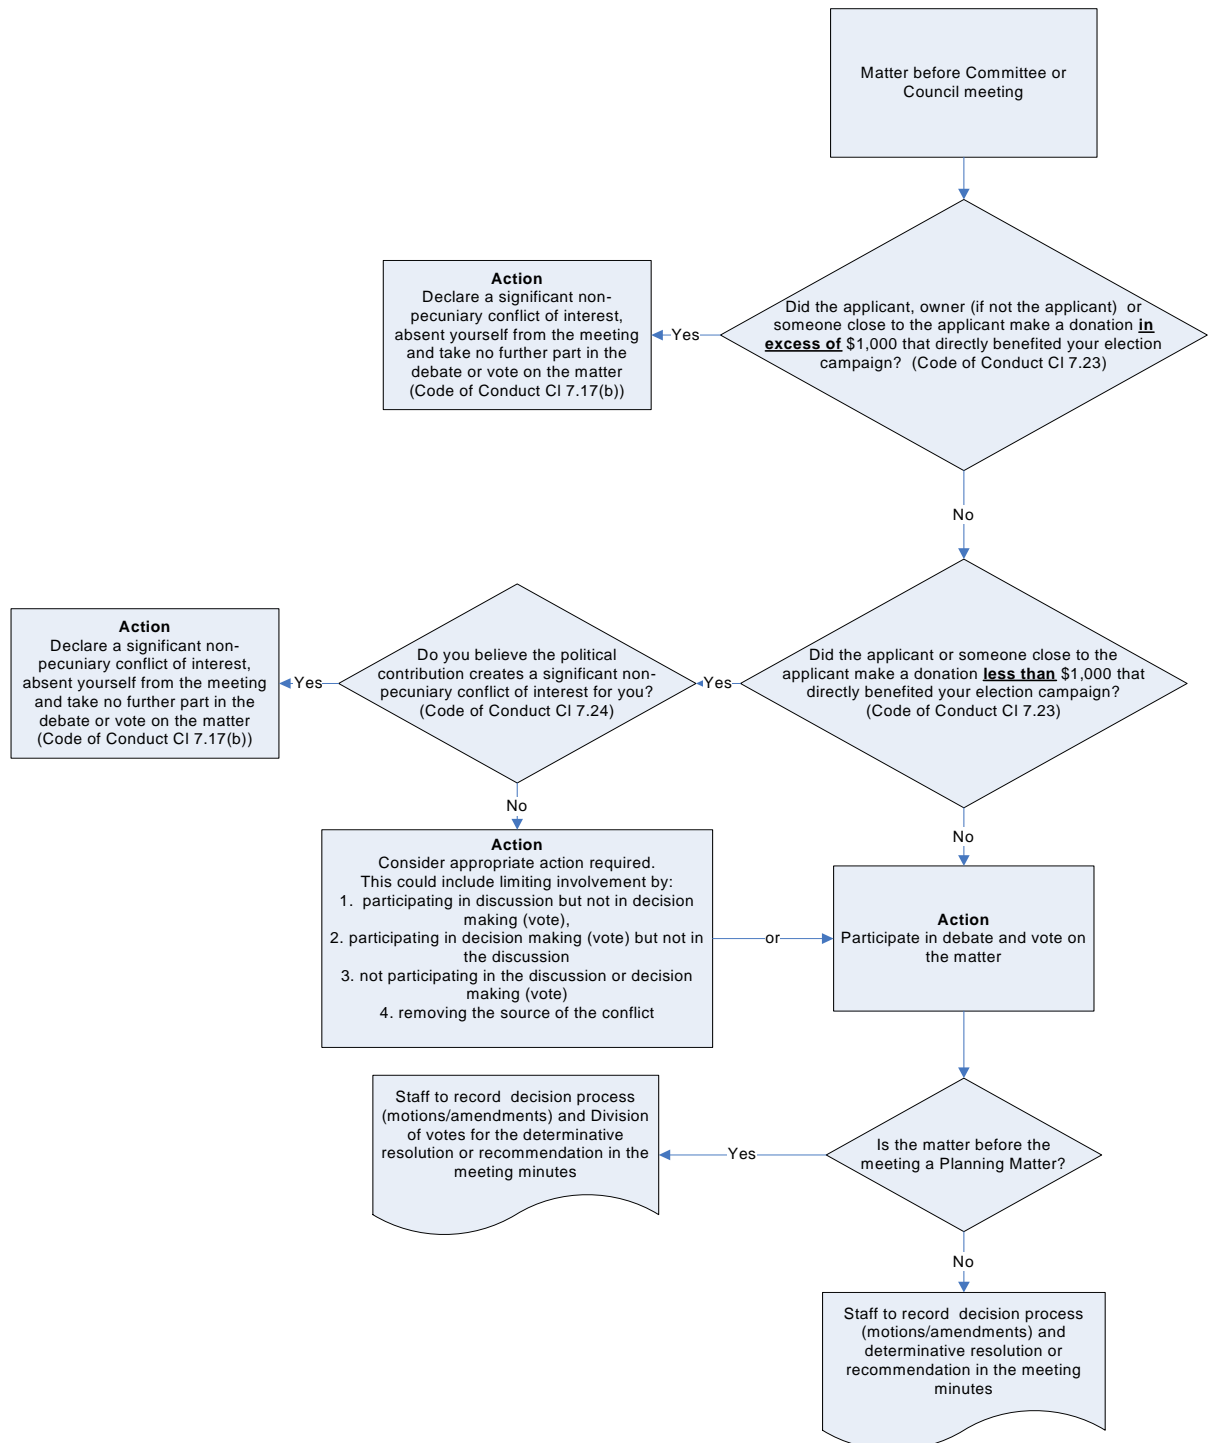 Matter before Committee or
Council meeting
Did the applicant, owner (if not the applicant)  or
someone close to the applicant make a donation in
excess of $1,000 that directly benefited your election
campaign?  (Code of Conduct Cl 7.23)
Yes
Action
Declare a significant non-
pecuniary conflict of interest,
absent yourself from the meeting
and take no further part in the
debate or vote on the matter
(Code of Conduct Cl 7.17(b))
No
Did the applicant or someone close to the
applicant make a donation less than $1,000 that
directly benefited your election campaign?
(Code of Conduct Cl 7.23)
Yes
Do you believe the political
contribution creates a significant non-
pecuniary conflict of interest for you?
(Code of Conduct Cl 7.24)
Yes
Action
Declare a significant non-
pecuniary conflict of interest,
absent yourself from the meeting
and take no further part in the
debate or vote on the matter
(Code of Conduct Cl 7.17(b))
No
Action
Consider appropriate action required.
This could include limiting involvement by:
1.  participating in discussion but not in decision
making (vote),
2. participating in decision making (vote) but not in
the discussion
3. not participating in the discussion or decision
making (vote)
4. removing the source of the conflict
or
No
Action
Participate in debate and vote on
the matter
Is the matter before the
meeting a Planning Matter?
Yes
Staff to record  decision process
(motions/amendments) and Division
of votes for the determinative
resolution or recommendation in the
meeting minutes
No
Staff to record  decision process
(motions/amendments) and
determinative resolution or
recommendation in the meeting
minutes